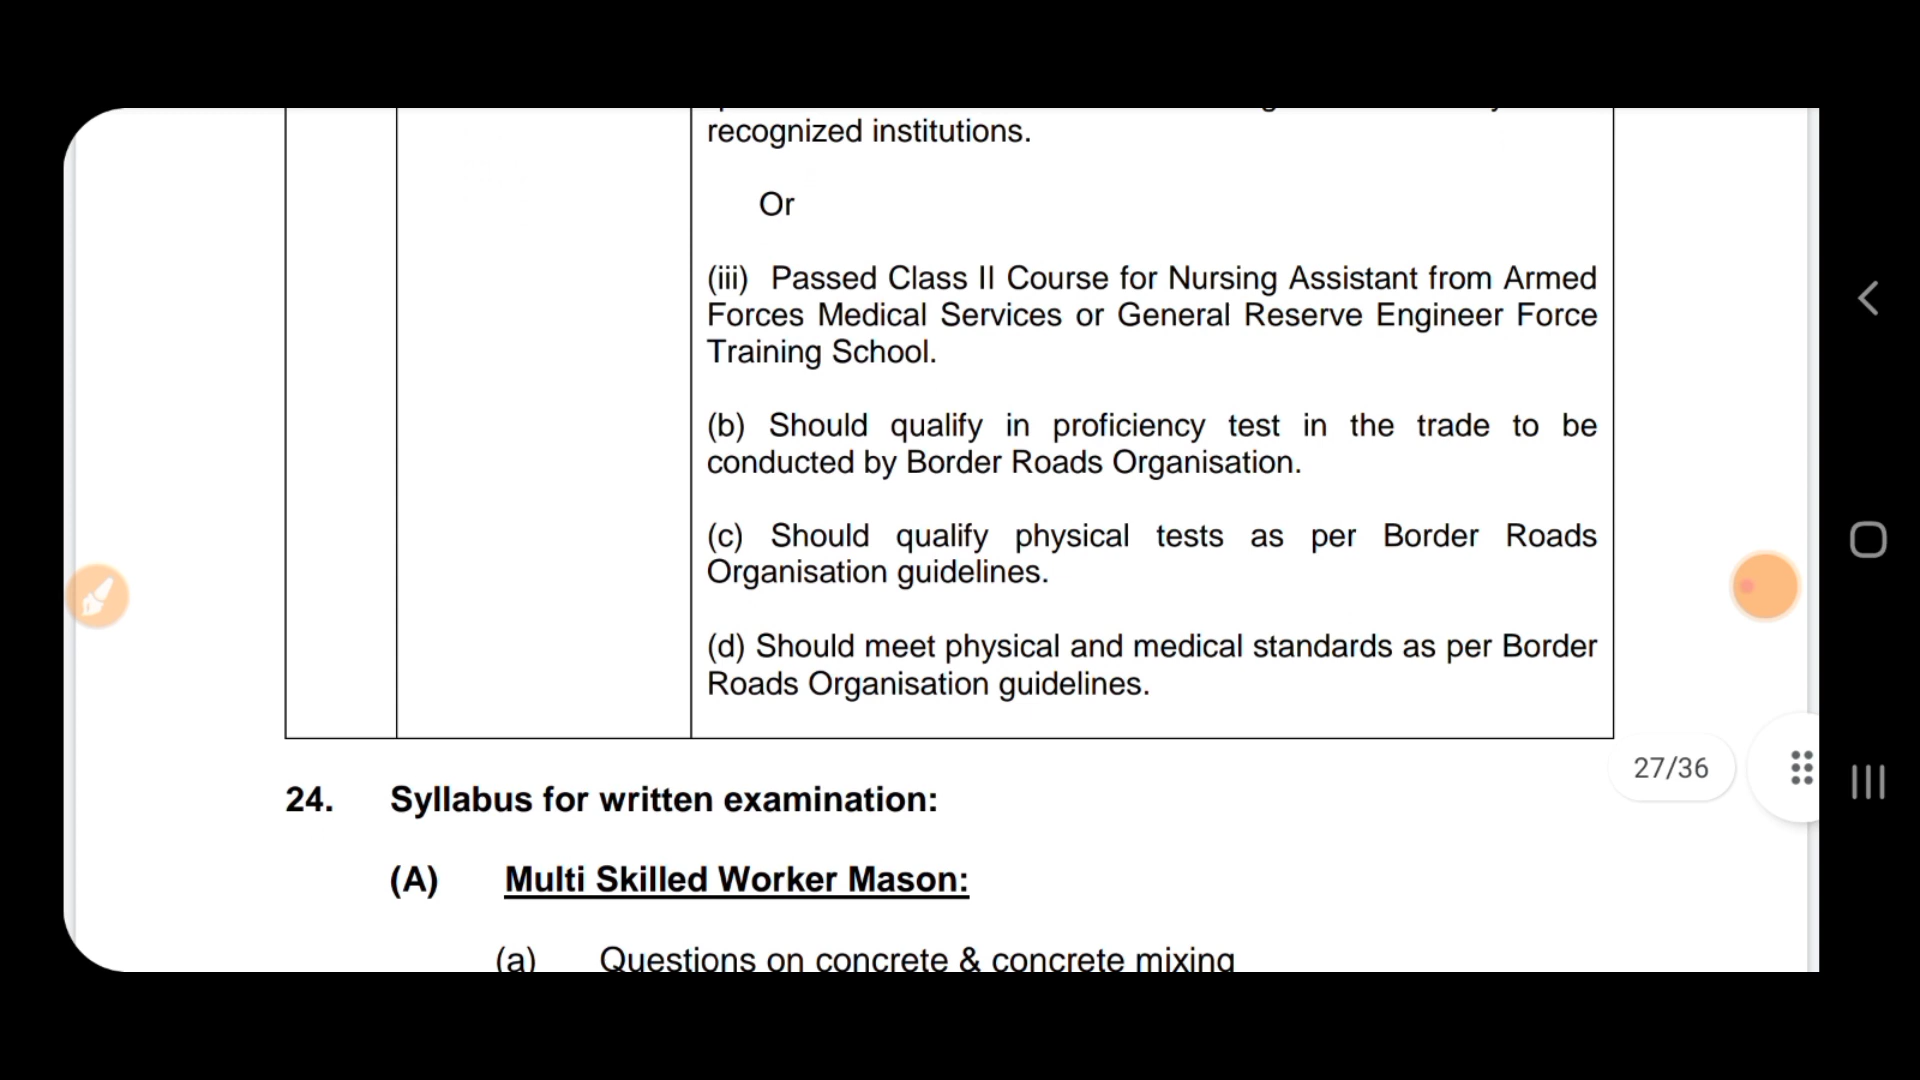 recognized institutions.
Or
(iii) Passed Class II Course for Nursing Assistant from Armed
Forces Medical Services or General Reserve Engineer Force
Training School.
(b) Should qualify in proficiency test in the trade to be
conducted by Border Roads Organisation.
(c) Should qualify physical tests as per Border Roads
Organisation guidelines.
(d) Should meet physical and medical standards as per Border
Roads Organisation guidelines.
27/36
24. Syllabus for written examination:
(A) Multi Skilled Worker Mason:
(a) Questions on concrete & concrete mixing